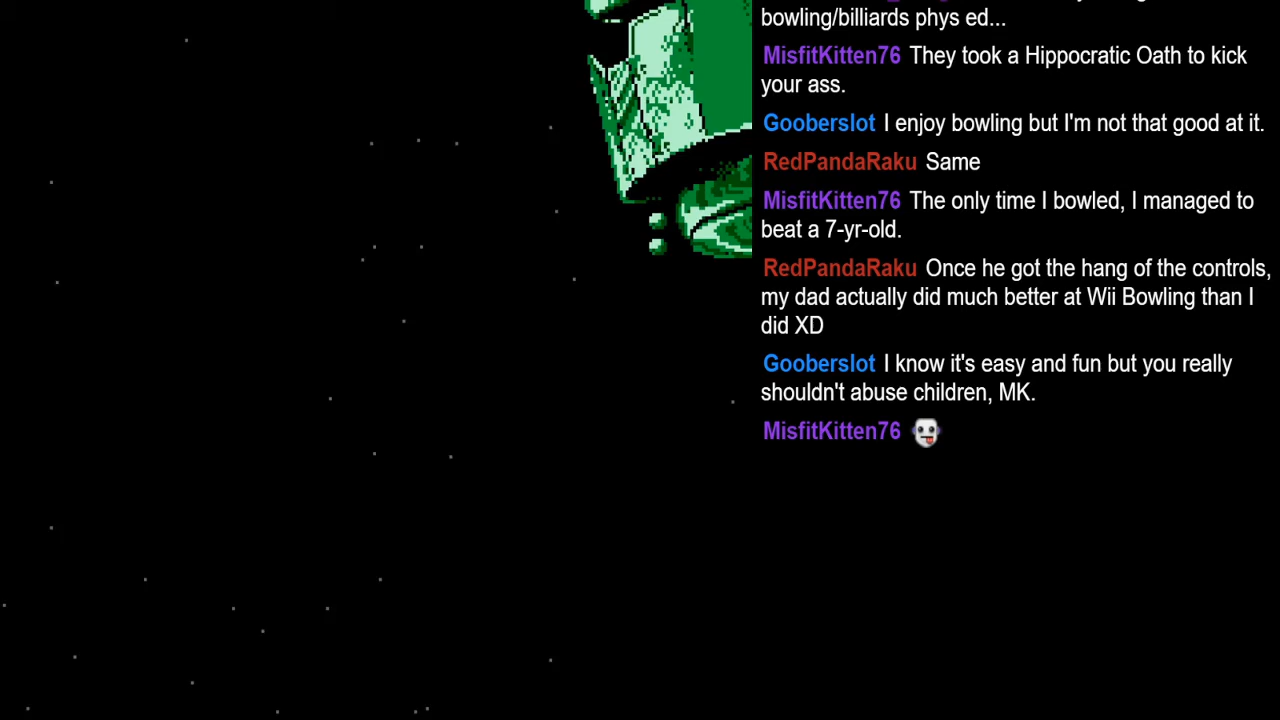 bowling/billiards phys ed...
MisfitKitten76 They took a Hippocratic Oath to kick
your ass.
Gooberslot I enjoy bowling but I'm not that good at it.
RedPandaRaku Same
MisfitKitten76 The only time I bowled, I managed to
beat a 7-yr-old.
RedPandaRaku Once he got the hang of the controls,
my dad actually did much better at Wii Bowling than I
did XD
Gooberslot I know it's easy and fun but you really
shouldn't abuse children, MK.
MisfitKitten76